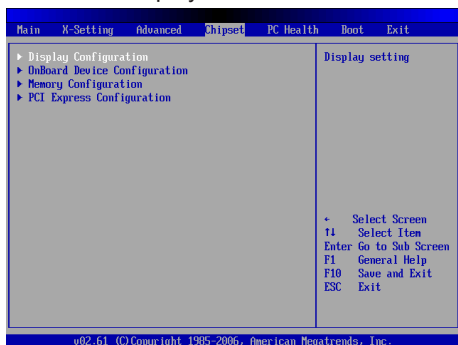 Main X-Setting Advanced Chipset PC Health Boot Exit
▶ Display Configuration
▶ OnBoard Device Configuration
▶ Memory Configuration
▶ PCI Express Configuration
Display setting
← Select Screen
↑↓ Select Item
Enter Go to Sub Screen
F1 General Help
F10 Save and Exit
ESC Exit
v02.61 (C)Copyright 1985-2006, American Megatrends, Inc.